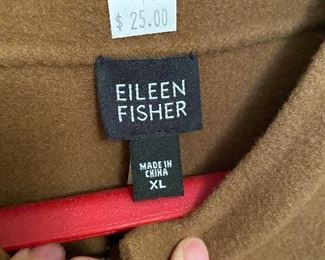 $ 25.00
EILEEN
FISHER
MADE IN
CHINA
XL